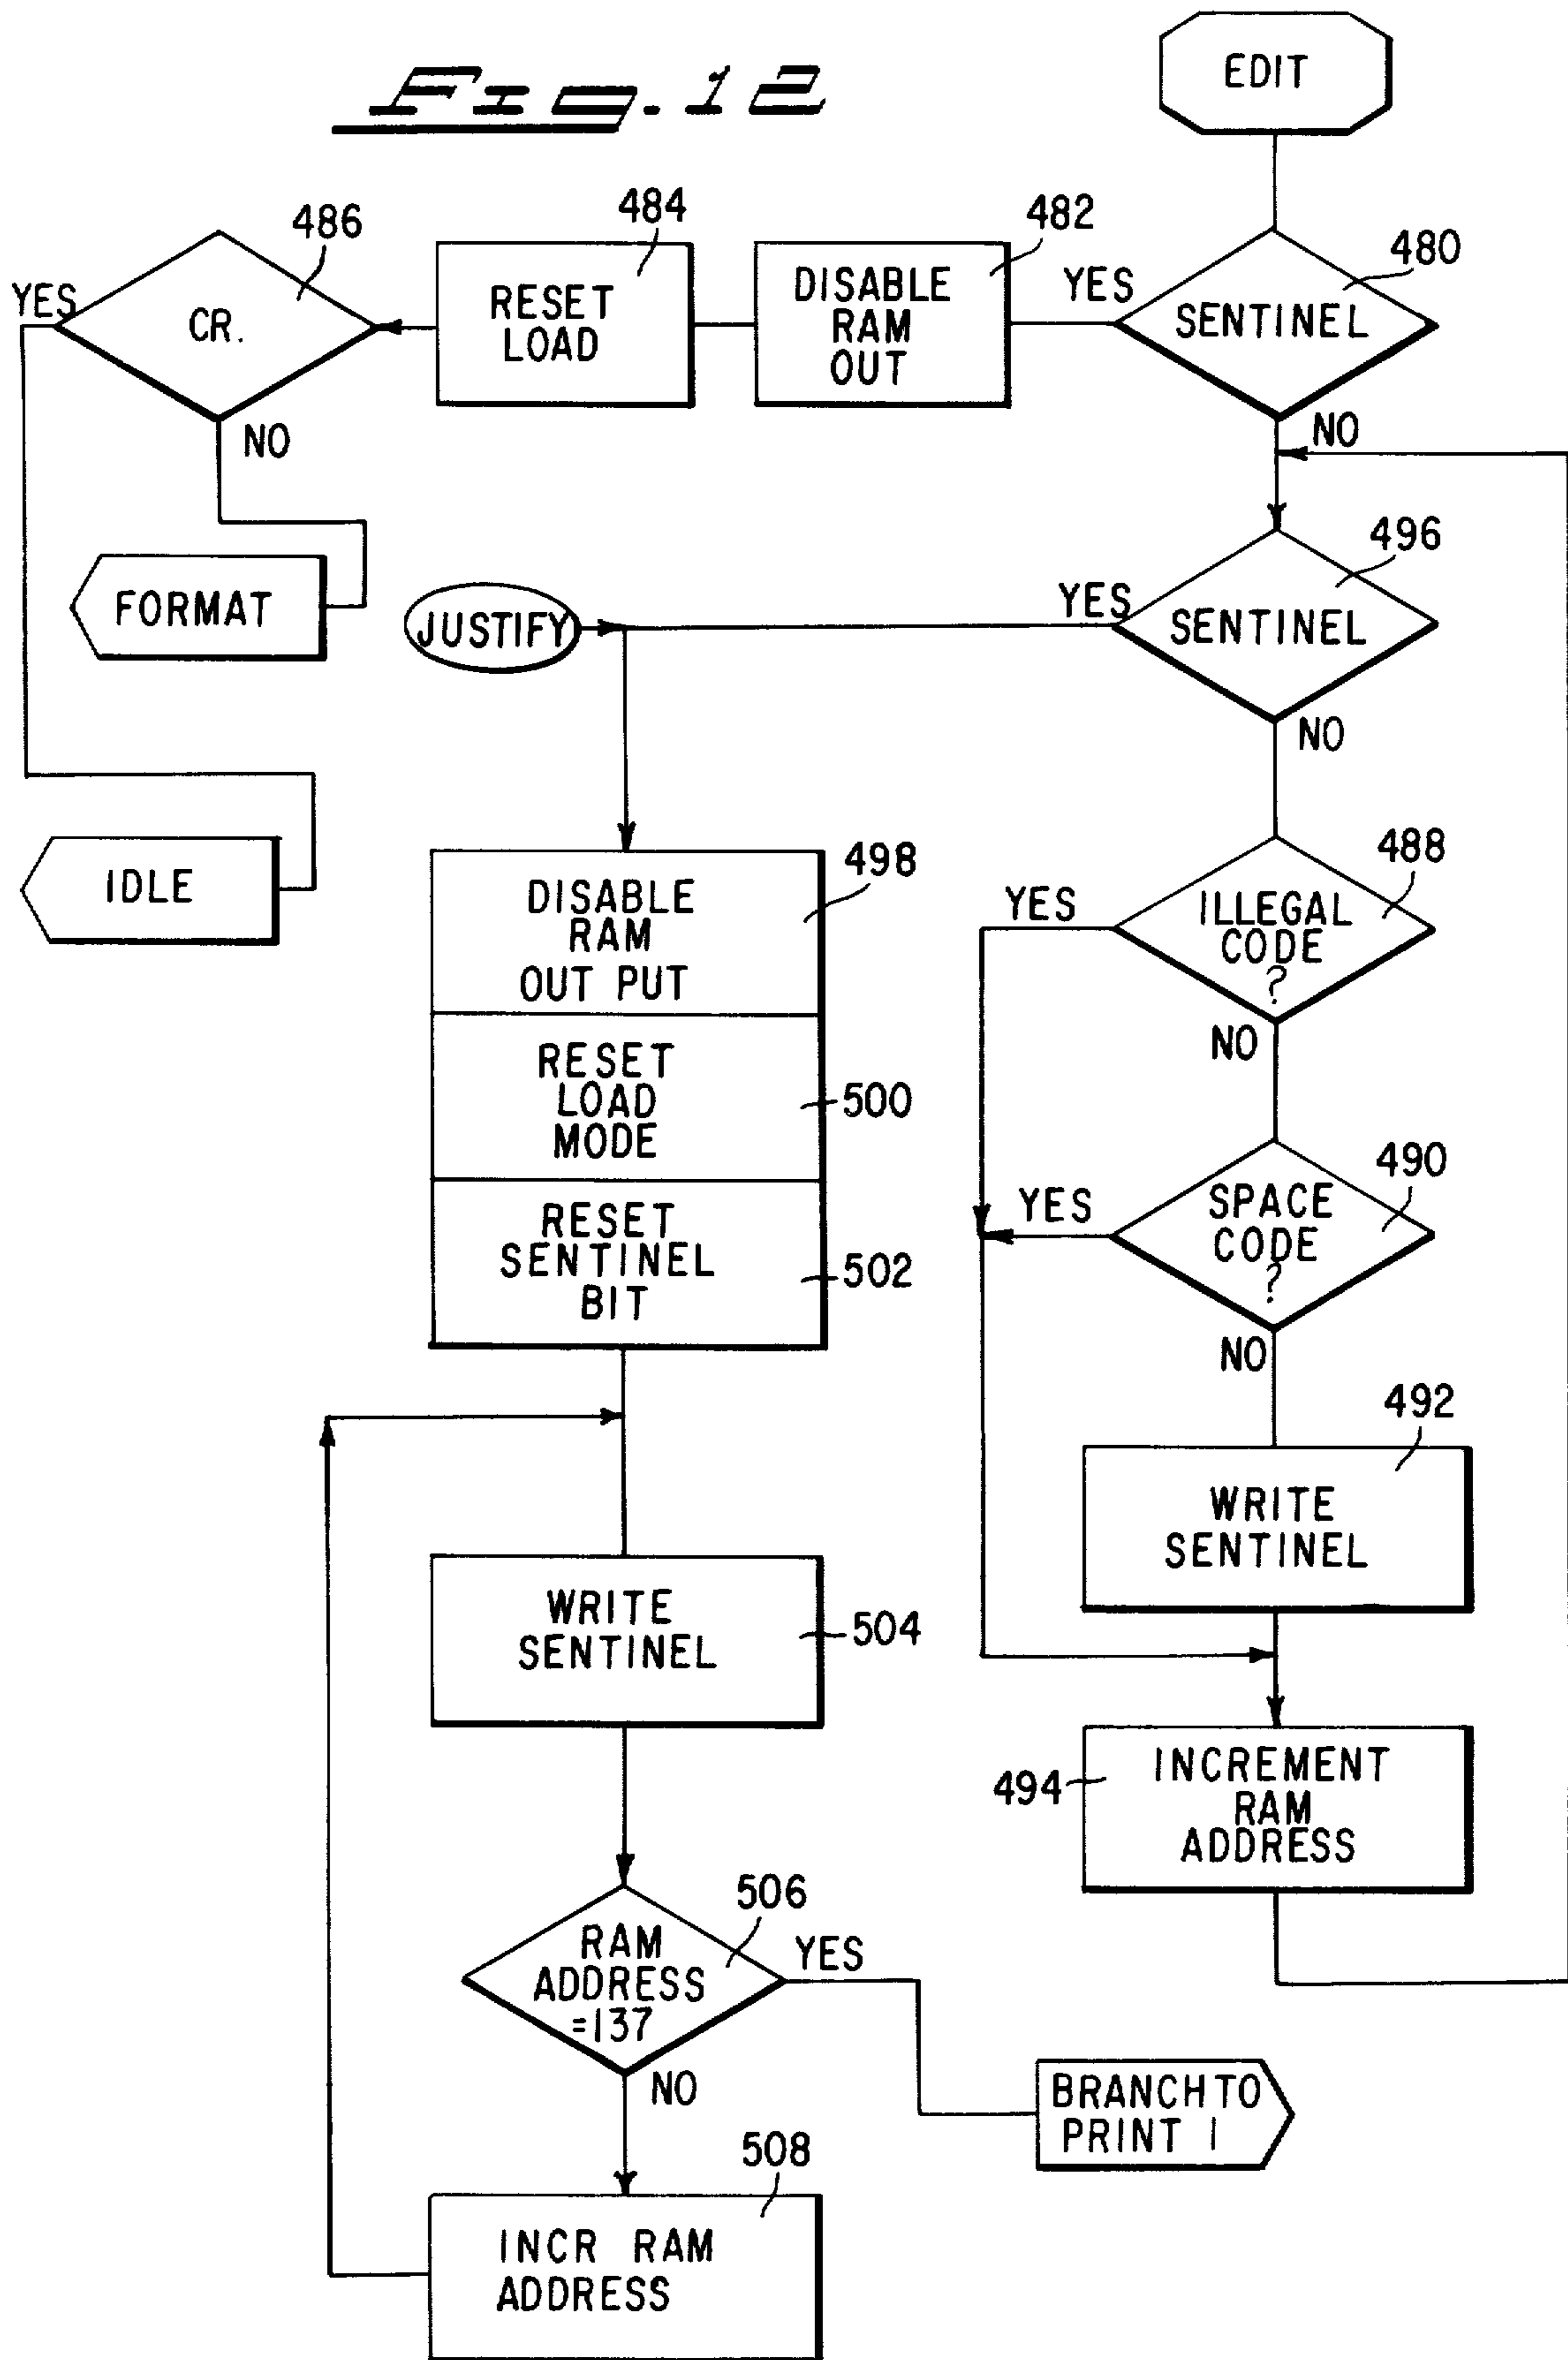 Fig. 12
EDIT
486
484
482
480
YES
CR.
NO
RESET
LOAD
DISABLE
RAM
OUT
YES
SENTINEL
NO
FORMAT
JUSTIFY
YES
496
SENTINEL
NO
IDLE
498
DISABLE
RAM
OUT PUT
500
RESET
LOAD
MODE
502
RESET
SENTINEL
BIT
488
YES
ILLEGAL
CODE
?
NO
490
YES
SPACE
CODE
?
NO
492
WRITE
SENTINEL
504
WRITE
SENTINEL
494
INCREMENT
RAM
ADDRESS
506
RAM
ADDRESS
=137
YES
NO
BRANCH TO
PRINT 1
508
INCR RAM
ADDRESS